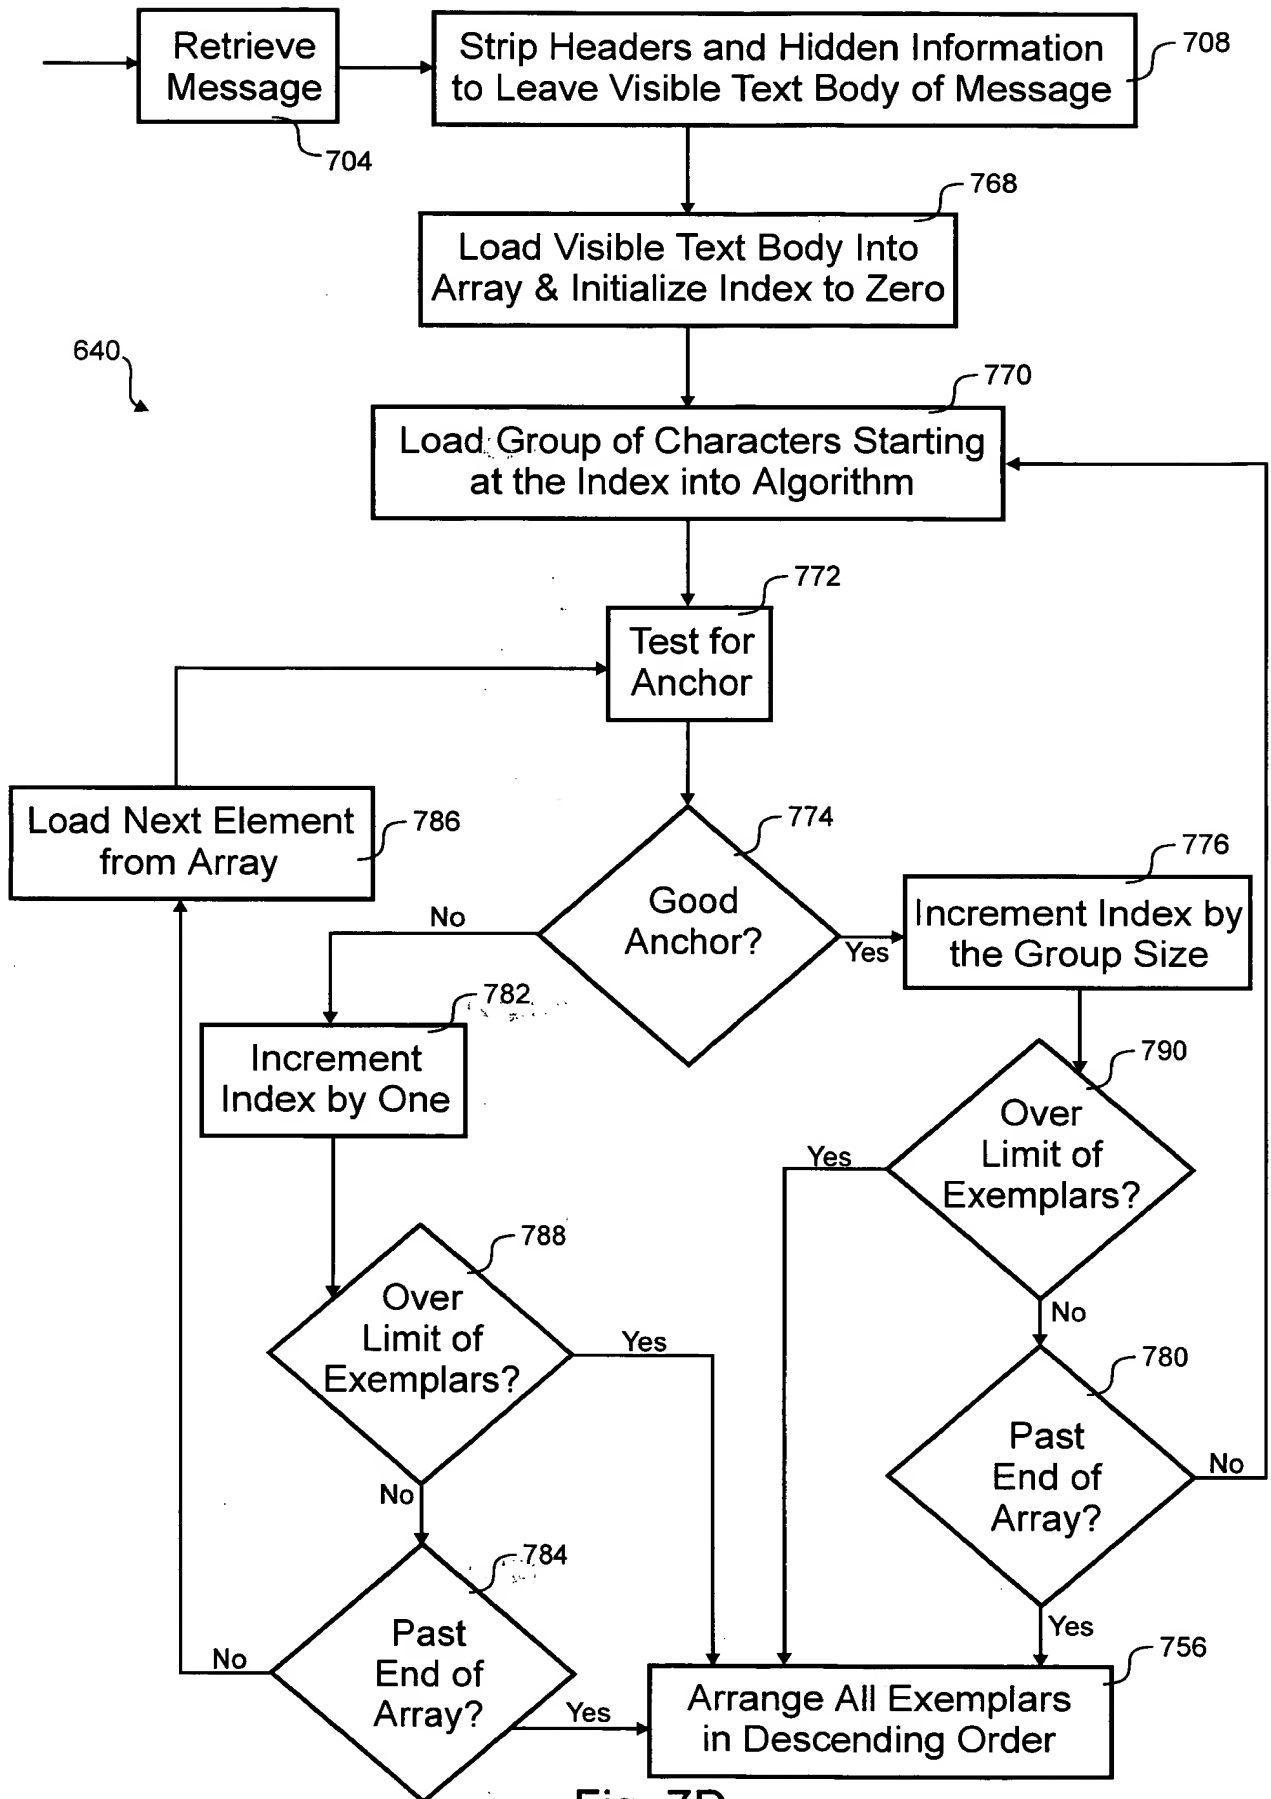 Retrieve
Message
704
Strip Headers and Hidden Information
to Leave Visible Text Body of Message
708
768
Load Visible Text Body Into
Array & Initialize Index to Zero
640
770
Load Group of Characters Starting
at the Index into Algorithm
772
Test for
Anchor
Load Next Element
from Array
786
774
Good
Anchor?
No
Yes
776
Increment Index by
the Group Size
782
Increment
Index by One
790
Over
Limit of
Exemplars?
Yes
No
788
Over
Limit of
Exemplars?
Yes
No
780
Past
End of
Array?
No
Yes
784
Past
End of
Array?
No
Yes
756
Arrange All Exemplars
in Descending Order